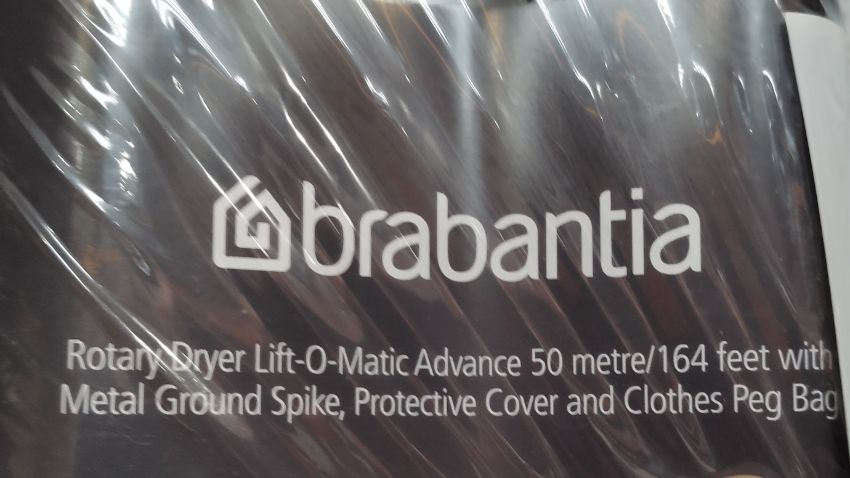 brabantia
Rotary Dryer Lift-O-Matic Advance 50 metre/164 feet with
Metal Ground Spike, Protective Cover and Clothes Peg Bag